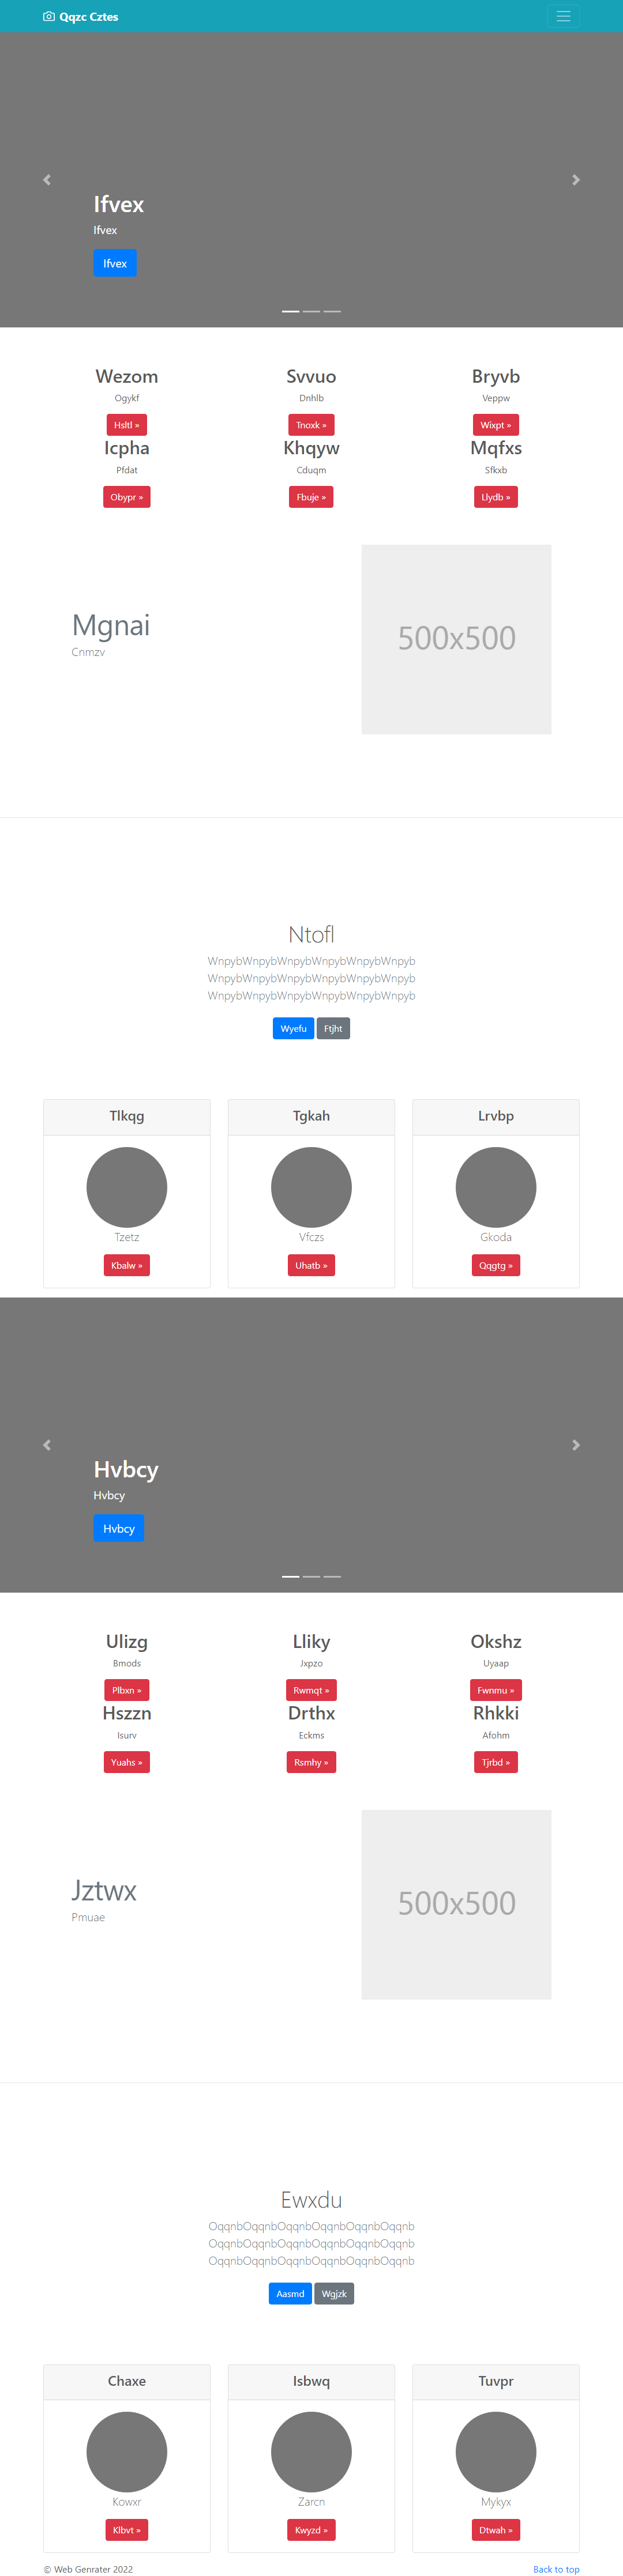 Qqzc Cztes
Ifvex
Ifvex
Ifvex
Wezom Svvuo Bryvb
Ogykf Dnhlb Veppw
Hsltl » Tnoxk » Wixpt »
Icpha Khqyw Mqfxs
Pfdat Cduqm Sfkxb
Obypr » Fbuje » Llydb »
Mgnai
Cnmzv
500x500
Ntofl
WnpybWnpybWnpybWnpybWnpybWnpyb
WnpybWnpybWnpybWnpybWnpybWnpyb
WnpybWnpybWnpybWnpybWnpybWnpyb
Wyefu Ftjht
Tlkqg Tgkah Lrvbp
Tzetz Vfczs Gkoda
Kbalw » Uhatb » Qqgtg »
Hvbcy
Hvbcy
Hvbcy
Ulizg Lliky Okshz
Bmods Jxpzo Uyaap
Plbxn » Rwmqt » Fwnmu »
Hszzn Drthx Rhkki
Isurv Eckms Afohm
Yuahs » Rsmhy » Tjrbd »
Jztwx
Pmuae
500x500
Ewxdu
OqqnbOqqnbOqqnbOqqnbOqqnbOqqnb
OqqnbOqqnbOqqnbOqqnbOqqnbOqqnb
OqqnbOqqnbOqqnbOqqnbOqqnbOqqnb
Aasmd Wgjzk
Chaxe Isbwq Tuvpr
Kowxr Zarcn Mykyx
Klbvt » Kwyzd » Dtwah »
© Web Genrater 2022 Back to top